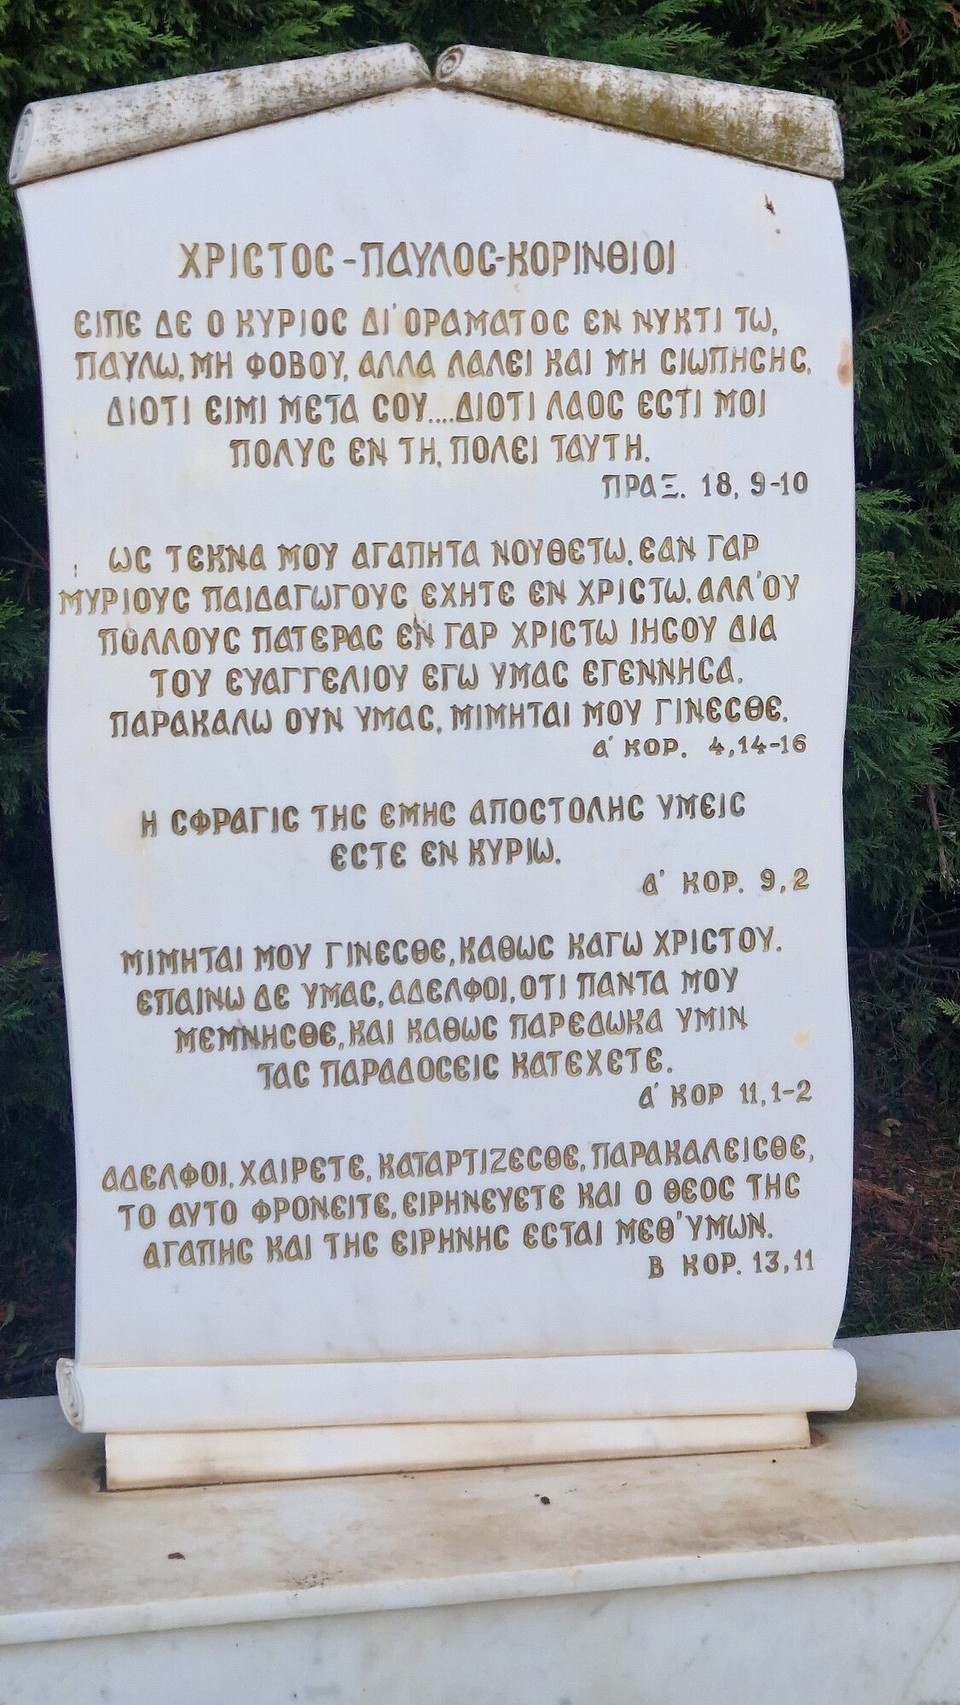 ΧΡΙϹΤΟϹ-ΠΑΥΛΟϹ-ΚΟΡΙΝΘΙΟΙ
ΕΙΠΕ ΔΕ Ο ΚΥΡΙΟϹ ΔΙ' ΟΡΑΜΑΤΟϹ ΕΝ ΝΥΚΤΙ ΤΩ,
ΠΑΥΛΩ, ΜΗ ΦΟΒΟΥ, ΑΛΛΑ ΛΑΛΕΙ ΚΑΙ ΜΗ ϹΙΩΠΗϹΗϹ,
ΔΙΟΤΙ ΕΙΜΙ ΜΕΤΑ ϹΟΥ....ΔΙΟΤΙ ΛΑΟϹ ΕϹΤΙ ΜΟΙ
ΠΟΛΥϹ ΕΝ ΤΗ, ΠΟΛΕΙ ΤΑΥΤΗ.
ΠΡΑΞ. 18, 9-10
ΩϹ ΤΕΚΝΑ ΜΟΥ ΑΓΑΠΗΤΑ ΝΟΥΘΕΤΩ. ΕΑΝ ΓΑΡ
ΜΥΡΙΟΥϹ ΠΑΙΔΑΓΩΓΟΥϹ ΕΧΗΤΕ ΕΝ ΧΡΙϹΤΩ. ΑΛΛ'ΟΥ
ΠΟΛΛΟΥϹ ΠΑΤΕΡΑϹ ΕΝ ΓΑΡ ΧΡΙϹΤΩ ΙΗϹΟΥ ΔΙΑ
ΤΟΥ ΕΥΑΓΓΕΛΙΟΥ ΕΓΩ ΥΜΑϹ ΕΓΕΝΝΗϹΑ.
ΠΑΡΑΚΑΛΩ ΟΥΝ ΥΜΑϹ, ΜΙΜΗΤΑΙ ΜΟΥ ΓΙΝΕϹΘΕ.
Α' ΚΟΡ. 4,14-16
Η ϹΦΡΑΓΙϹ ΤΗϹ ΕΜΗϹ ΑΠΟϹΤΟΛΗϹ ΥΜΕΙϹ
ΕϹΤΕ ΕΝ ΚΥΡΙΩ.
Α' ΚΟΡ. 9,2
ΜΙΜΗΤΑΙ ΜΟΥ ΓΙΝΕϹΘΕ, ΚΑΘΩϹ ΚΑΓΩ ΧΡΙϹΤΟΥ.
ΕΠΑΙΝΩ ΔΕ ΥΜΑϹ, ΑΔΕΛΦΟΙ, ΟΤΙ ΠΑΝΤΑ ΜΟΥ
ΜΕΜΝΗϹΘΕ, ΚΑΙ ΚΑΘΩϹ ΠΑΡΕΔΩΚΑ ΥΜΙΝ
ΤΑϹ ΠΑΡΑΔΟϹΕΙϹ ΚΑΤΕΧΕΤΕ.
Α' ΚΟΡ 11,1-2
ΑΔΕΛΦΟΙ, ΧΑΙΡΕΤΕ, ΚΑΤΑΡΤΙΖΕϹΘΕ, ΠΑΡΑΚΑΛΕΙϹΘΕ,
ΤΟ ΑΥΤΟ ΦΡΟΝΕΙΤΕ, ΕΙΡΗΝΕΥΕΤΕ ΚΑΙ Ο ΘΕΟϹ ΤΗϹ
ΑΓΑΠΗϹ ΚΑΙ ΤΗϹ ΕΙΡΗΝΗϹ ΕϹΤΑΙ ΜΕΘ'ΥΜΩΝ.
Β ΚΟΡ. 13,11